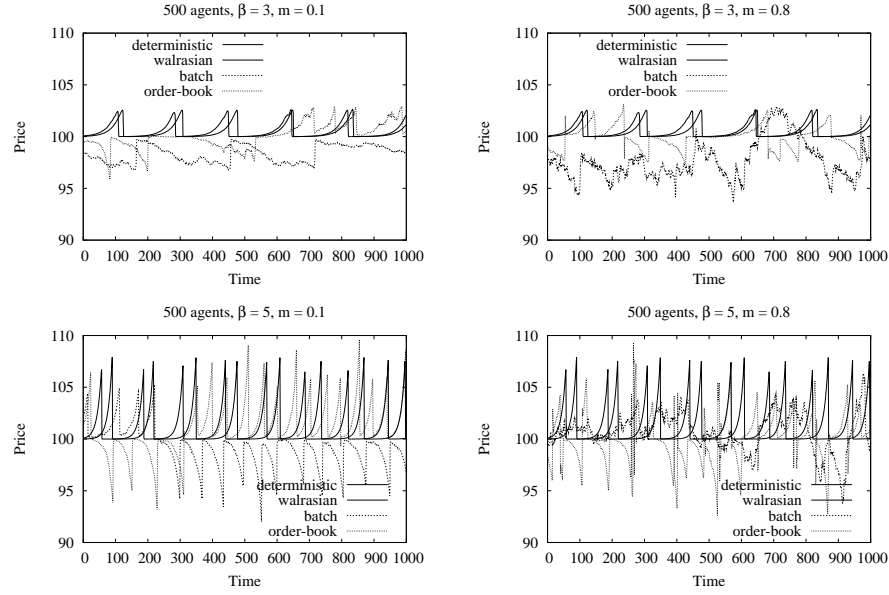 500 agents, β = 3, m = 0.1
110
105
100
95
90
0 100 200 300 400 500 600 700 800 900 1000
Price
Time
deterministic
walrasian
batch
order-book
500 agents, β = 3, m = 0.8
110
105
100
95
90
0 100 200 300 400 500 600 700 800 900 1000
Price
Time
deterministic
walrasian
batch
order-book
500 agents, β = 5, m = 0.1
110
105
100
95
90
0 100 200 300 400 500 600 700 800 900 1000
Price
Time
deterministic
walrasian
batch
order-book
500 agents, β = 5, m = 0.8
110
105
100
95
90
0 100 200 300 400 500 600 700 800 900 1000
Price
Time
deterministic
walrasian
batch
order-book